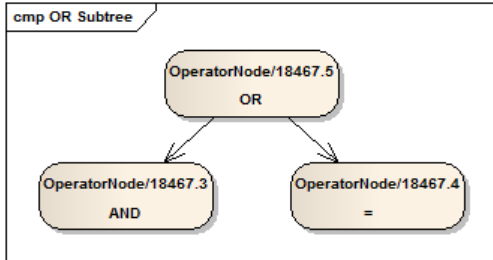 cmp OR Subtree
OperatorNode/18467.5
OR
OperatorNode/18467.3
AND
OperatorNode/18467.4
=